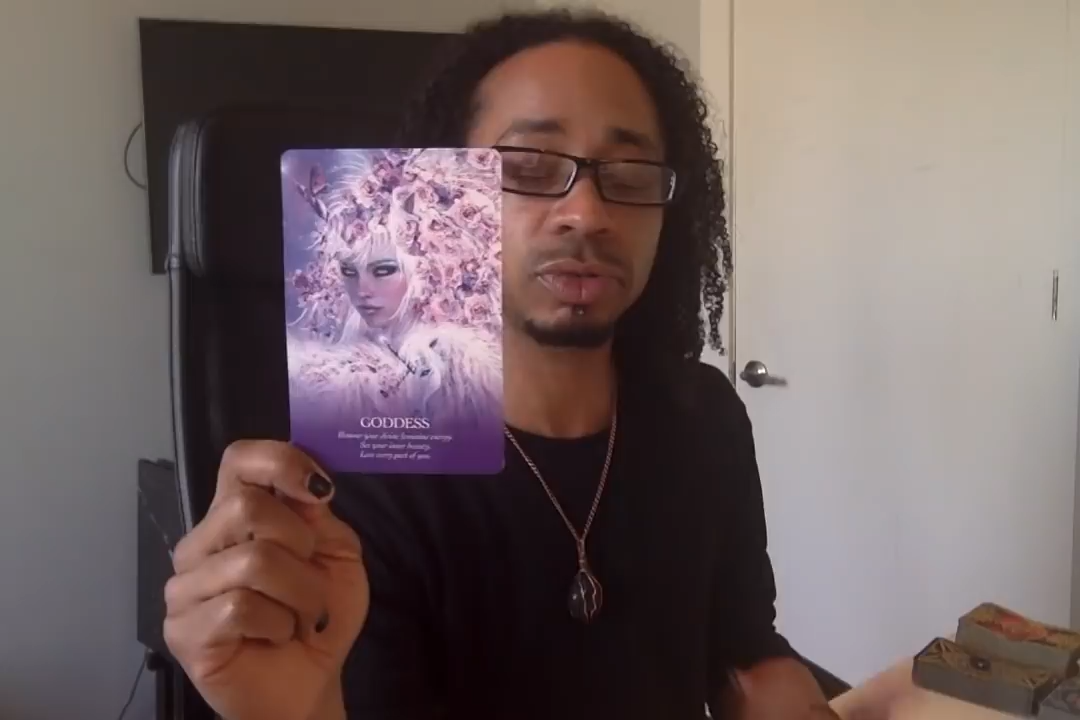 GODDESS
Honour your divine feminine energy.
See your inner beauty.
Love every part of you.